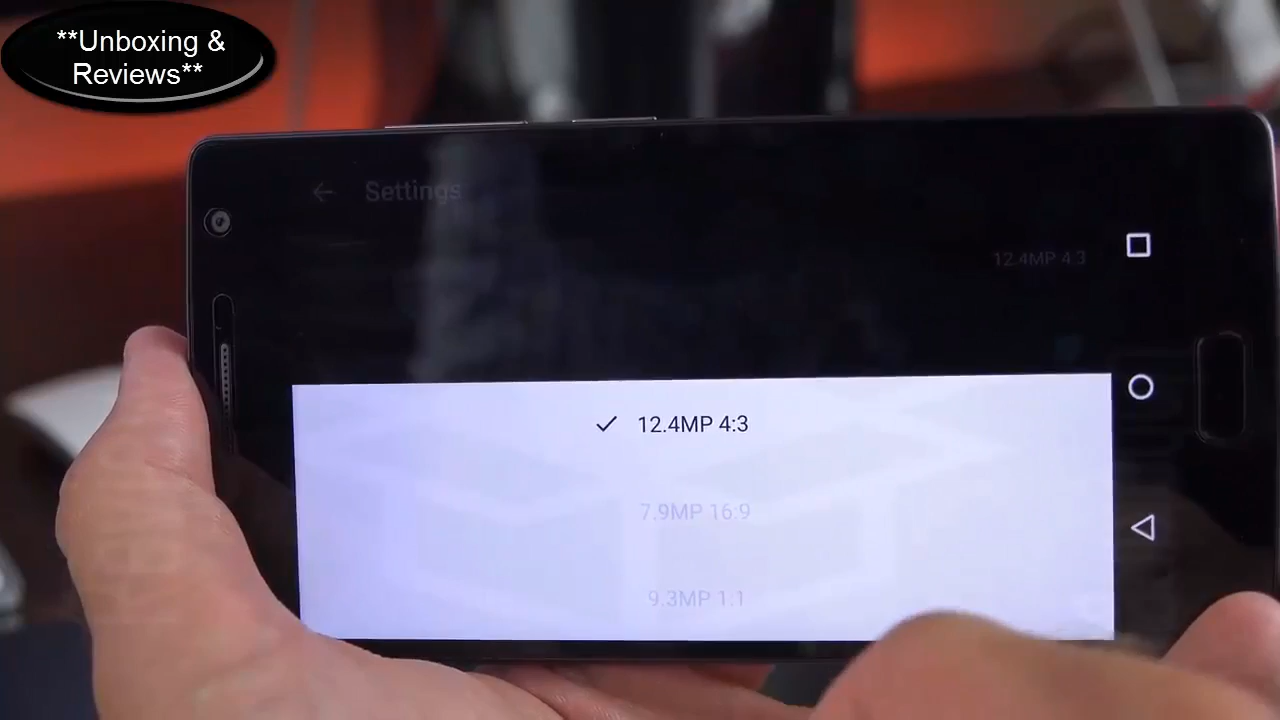 **Unboxing &
Reviews**
Settings
12.4MP 4:3
12.4MP 4:3
7.9MP 16:9
9.3MP 1:1